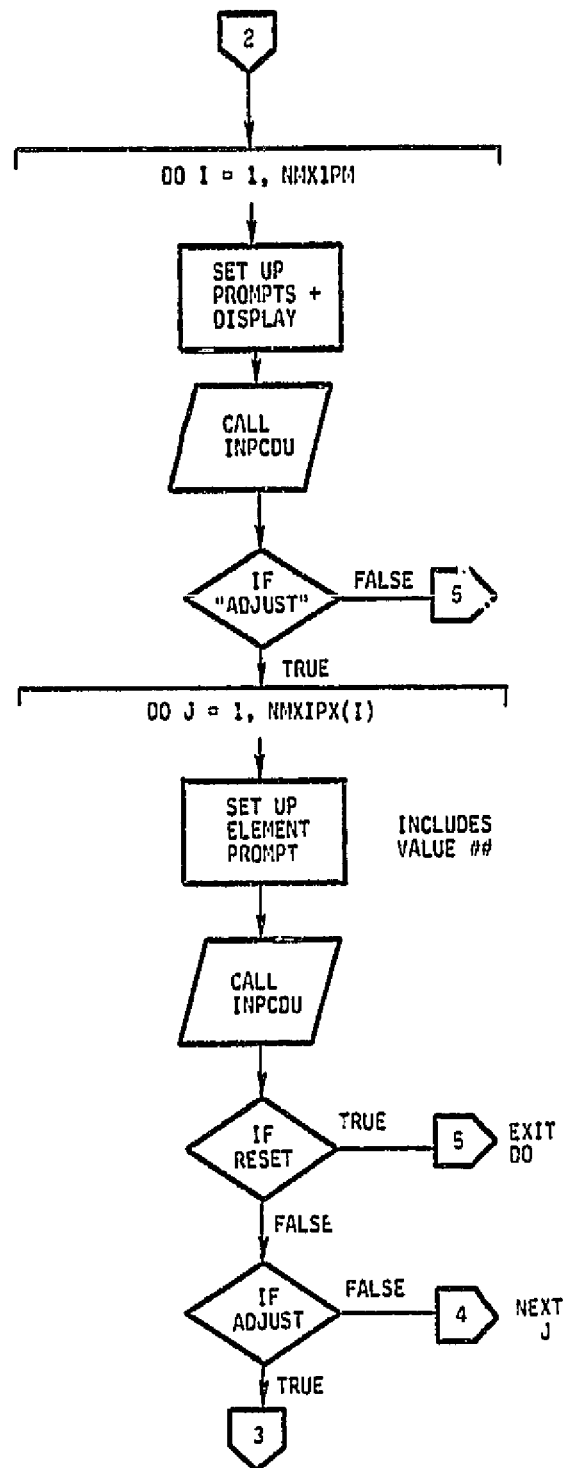 2
DO I = 1, NMXIPM
SET UP
PROMPTS +
DISPLAY
CALL
INPCDU
IF
"ADJUST"
FALSE
5
TRUE
DO J = 1, NMXIPX(I)
SET UP
ELEMENT
PROMPT
INCLUDES
VALUE ##
CALL
INPCDU
IF
RESET
TRUE
5
EXIT
DO
FALSE
IF
ADJUST
FALSE
4
NEXT
J
TRUE
3